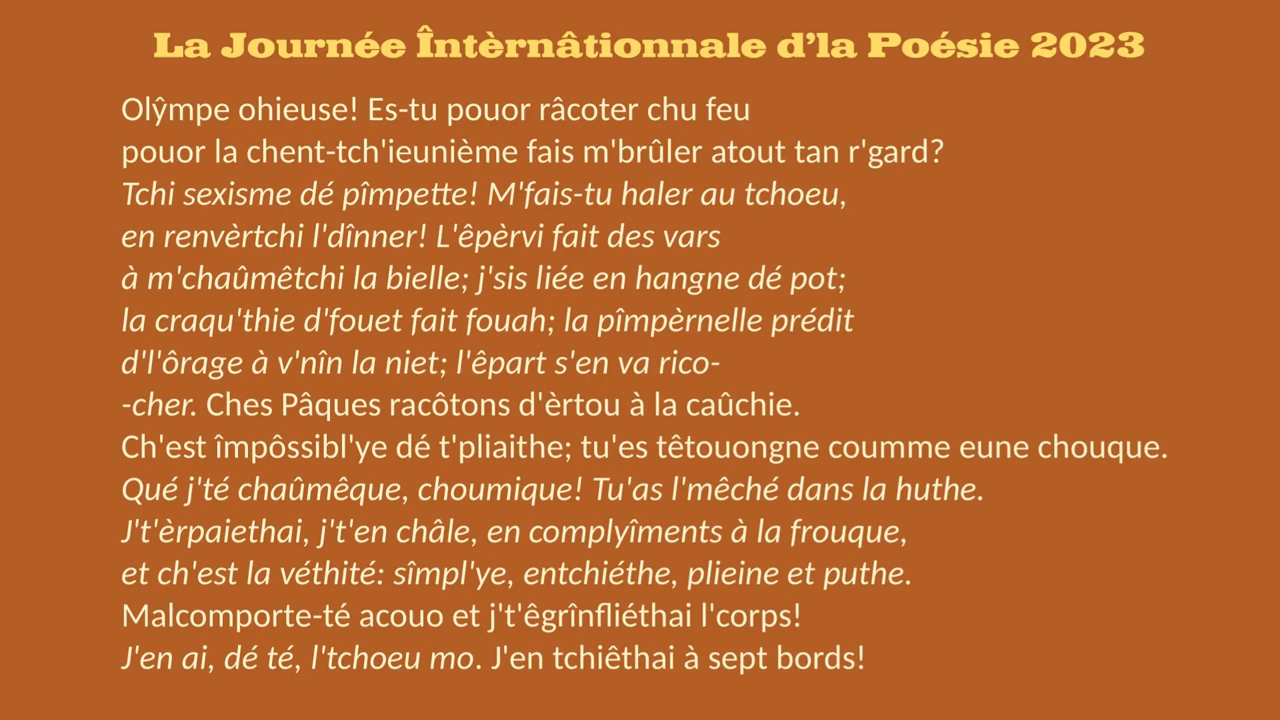 La Journée Întèrnâtionnale d’la Poésie 2023
Olŷmpe ohieuse! Es-tu pouor râcoter chu feu
pouor la chent-tch'ieunième fais m'brûler atout tan r'gard?
Tchi sexisme dé pîmpette! M'fais-tu haler au tchoeu,
en renvèrtchi l'dînner! L'êpèrvi fait des vars
à m'chaûmêtchi la bielle; j'sis liée en hangne dé pot;
la craqu'thie d'fouet fait fouah; la pîmpèrnelle prédit
d'l'ôrage à v'nîn la niet; l'êpart s'en va rico-
-cher. Ches Pâques racôtons d'èrtou à la caûchie.
Ch'est împôssibl'ye dé t'pliaithe; tu'es têtouongne coumme eune chouque.
Qué j'té chaûmêque, choumique! Tu'as l'mêché dans la huthe.
J't'èrpaiethai, j't'en châle, en complyîments à la frouque,
et ch'est la véthité: sîmpl'ye, entchiéthe, plieine et puthe.
Malcomporte-té acouo et j't'êgrînfliéthai l'corps!
J'en ai, dé té, l'tchoeu mo. J'en tchiêthai à sept bords!